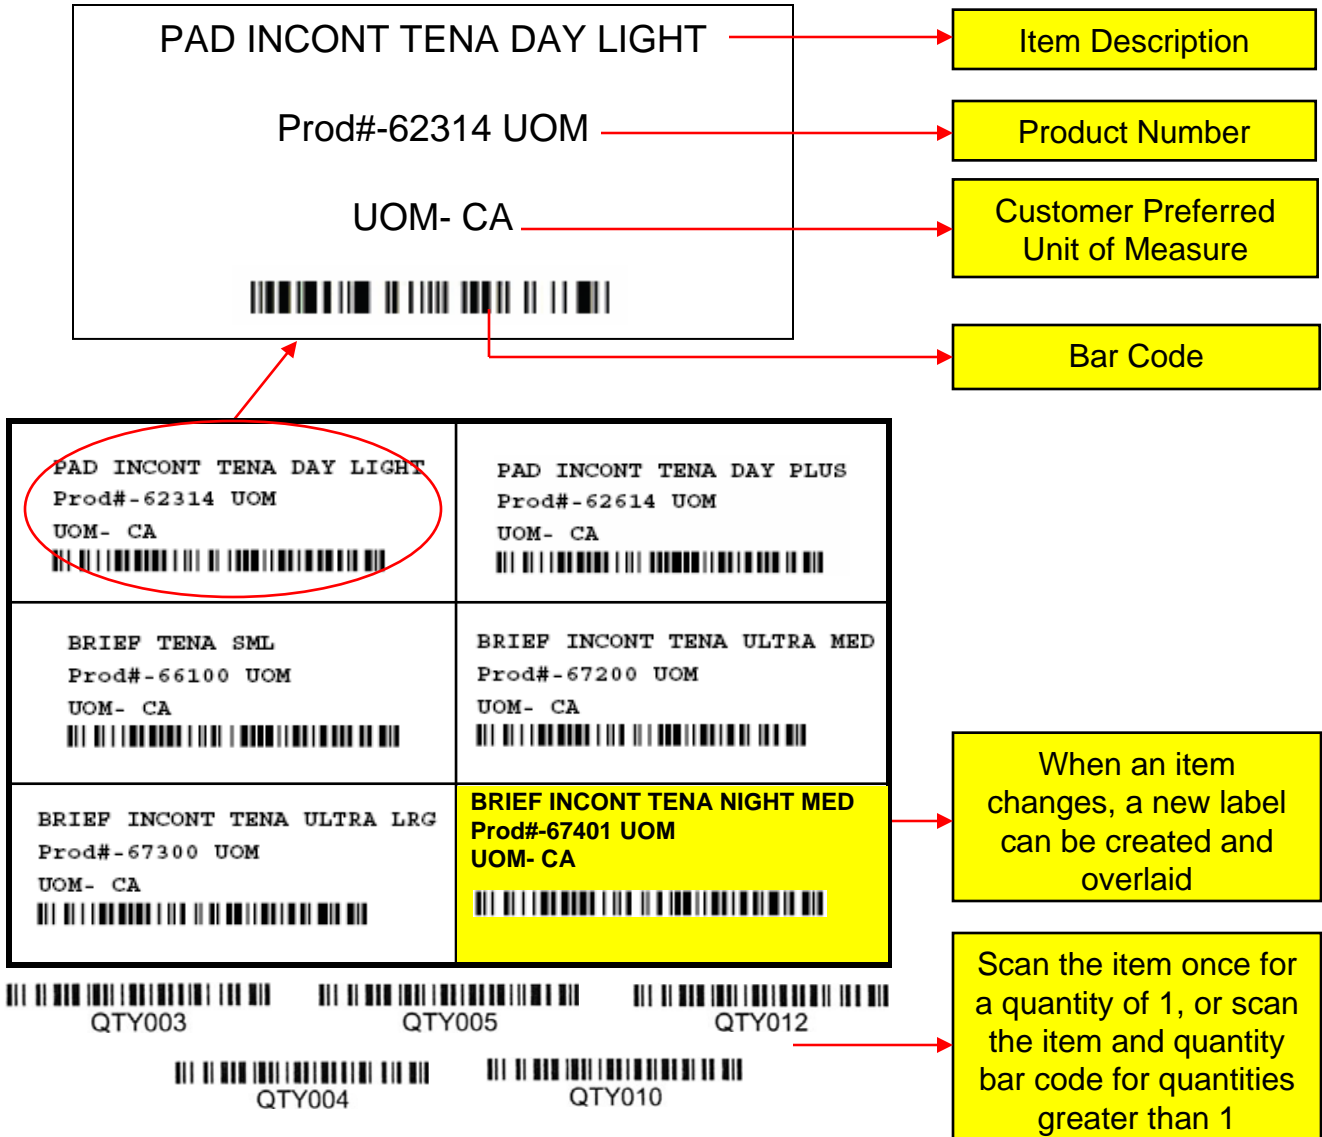 PAD INCONT TENA DAY LIGHT
Item Description
Prod#-62314 UOM
Product Number
UOM- CA
Customer Preferred
Unit of Measure
Bar Code
PAD INCONT TENA DAY LIGHT
Prod#-62314 UOM
UOM- CA
PAD INCONT TENA DAY PLUS
Prod#-62614 UOM
UOM- CA
BRIEF TENA SML
Prod#-66100 UOM
UOM- CA
BRIEF INCONT TENA ULTRA MED
Prod#-67200 UOM
UOM- CA
BRIEF INCONT TENA ULTRA LRG
Prod#-67300 UOM
UOM- CA
BRIEF INCONT TENA NIGHT MED
Prod#-67401 UOM
UOM- CA
When an item
changes, a new label
can be created and
overlaid
QTY003
QTY005
QTY012
QTY004
QTY010
Scan the item once for
a quantity of 1, or scan
the item and quantity
bar code for quantities
greater than 1